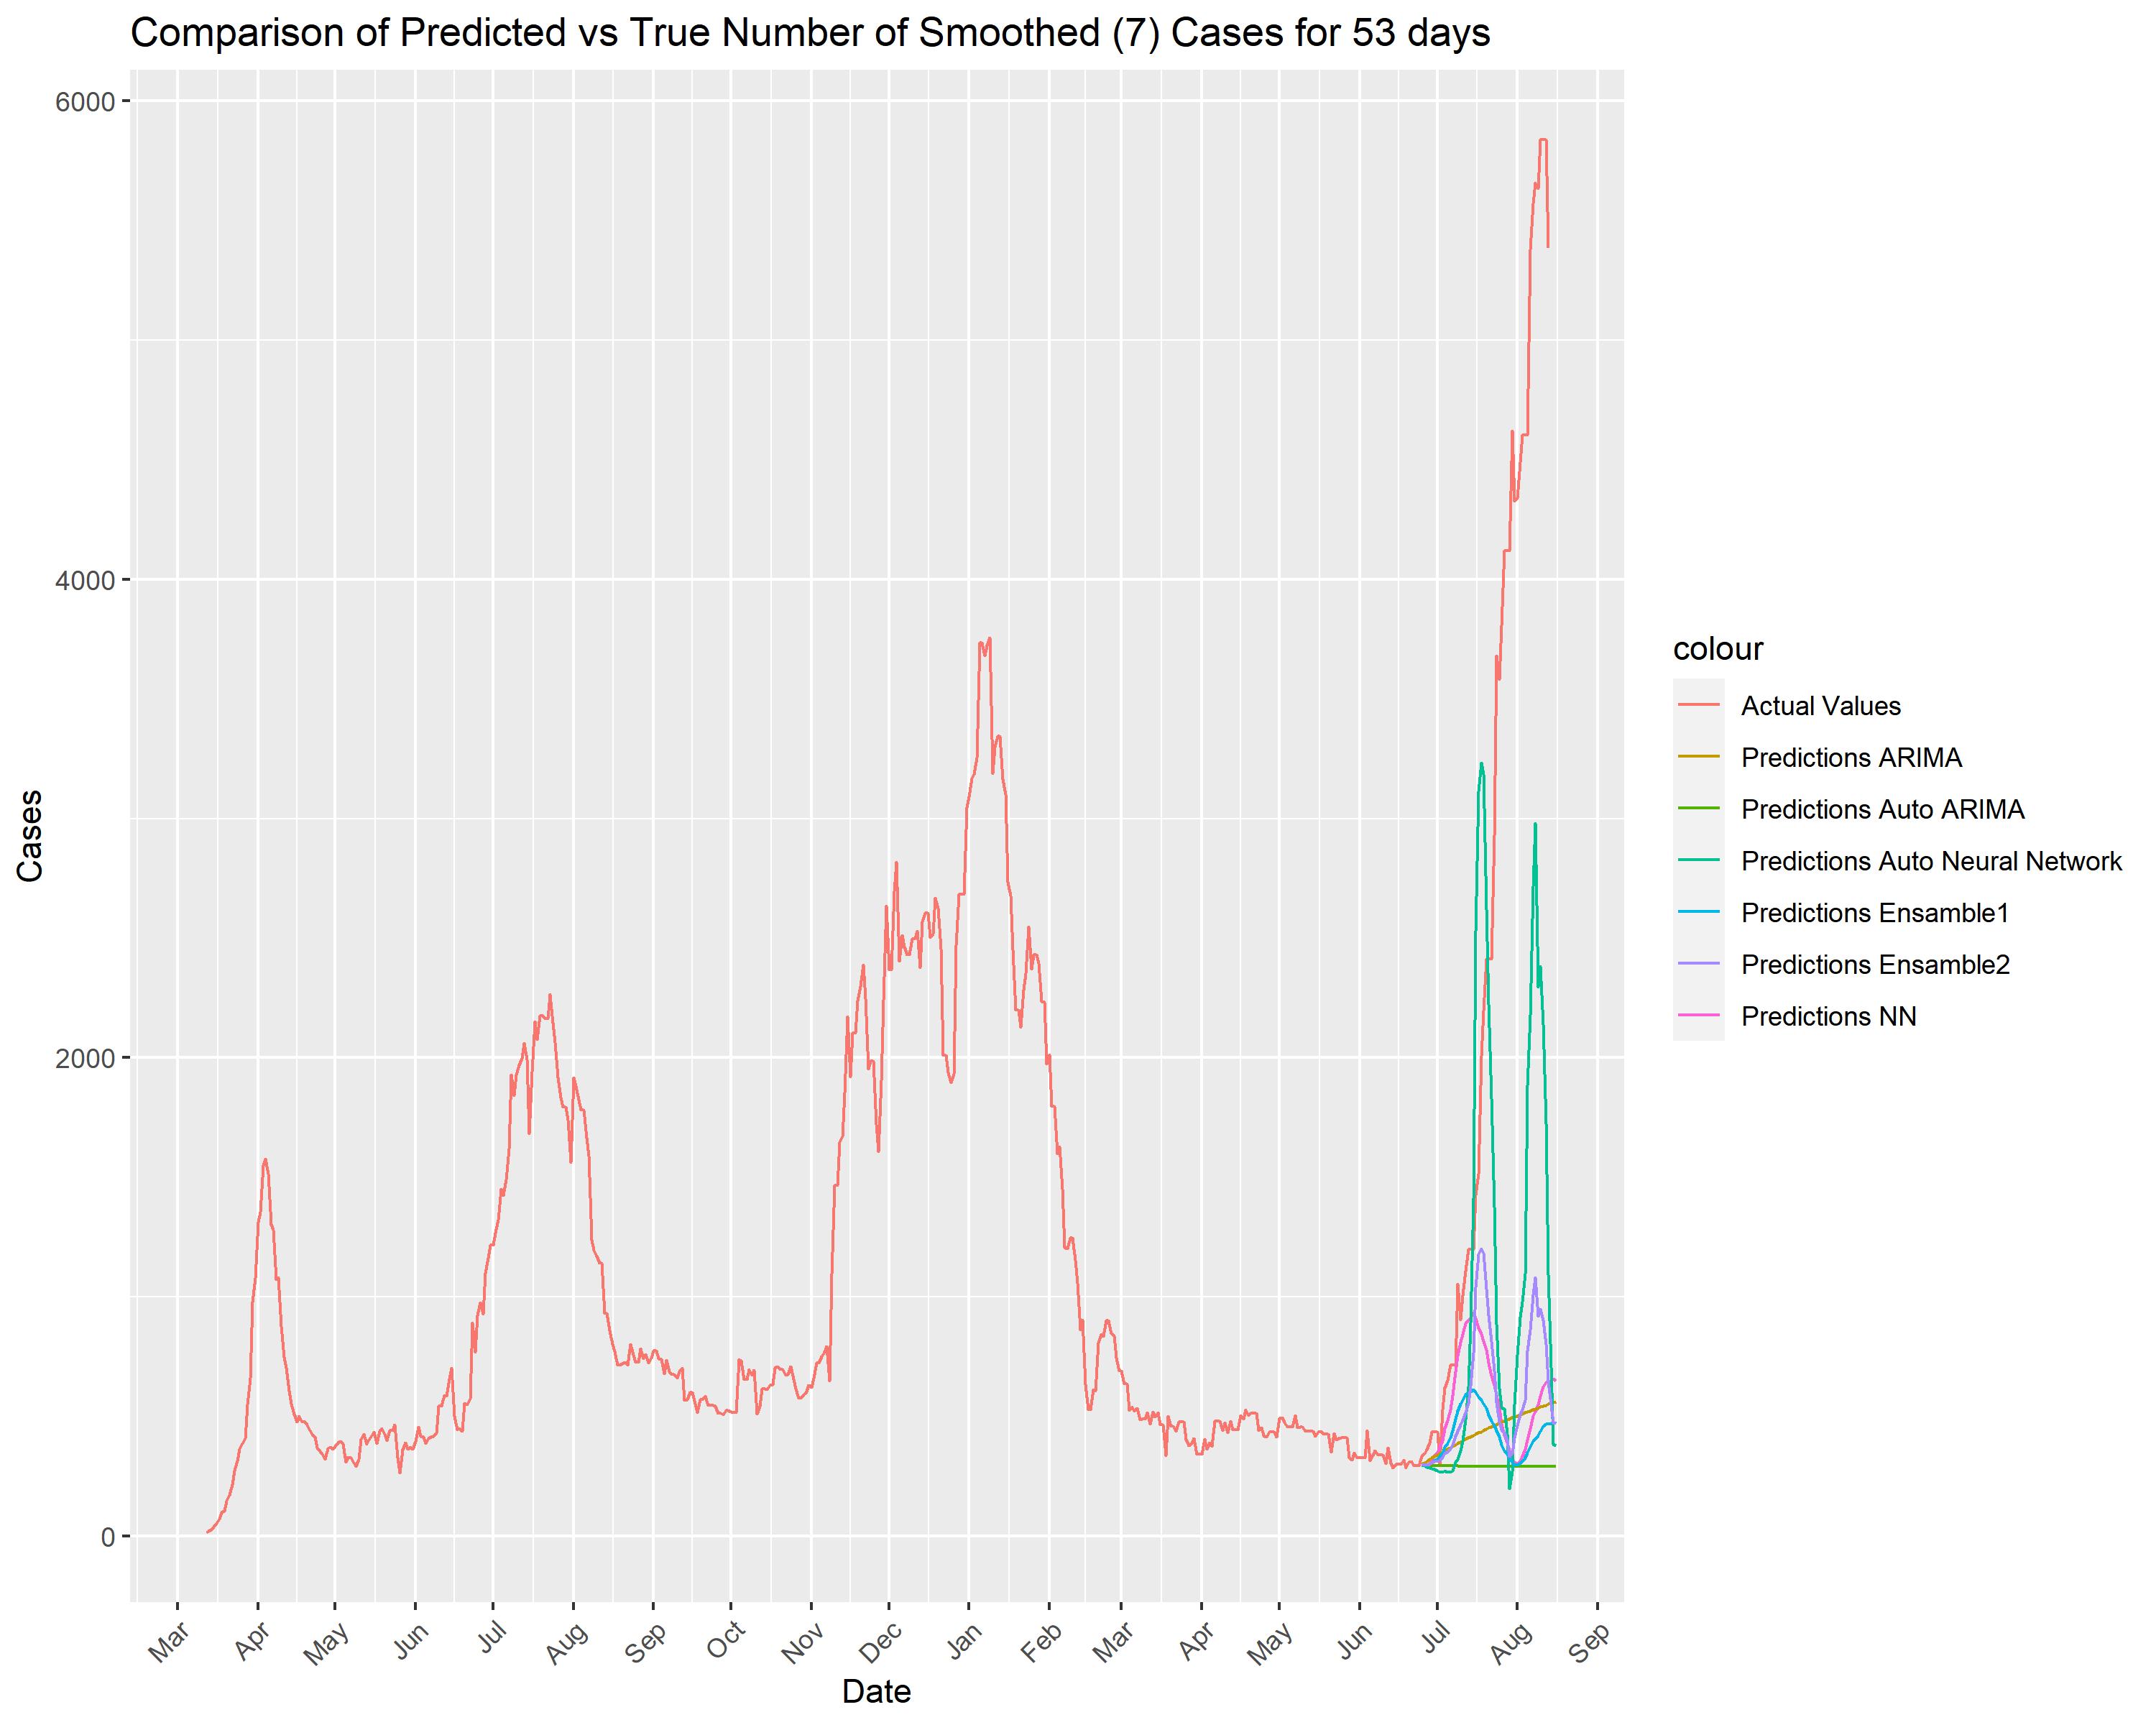 Comparison of Predicted vs True Number of Smoothed (7) Cases for 53 days
Cases
6000
4000
2000
0
Mar Apr May Jun Jul Aug Sep Oct Nov Dec Jan Feb Mar Apr May Jun Jul Aug Sep
Date
colour
Actual Values
Predictions ARIMA
Predictions Auto ARIMA
Predictions Auto Neural Network
Predictions Ensamble1
Predictions Ensamble2
Predictions NN